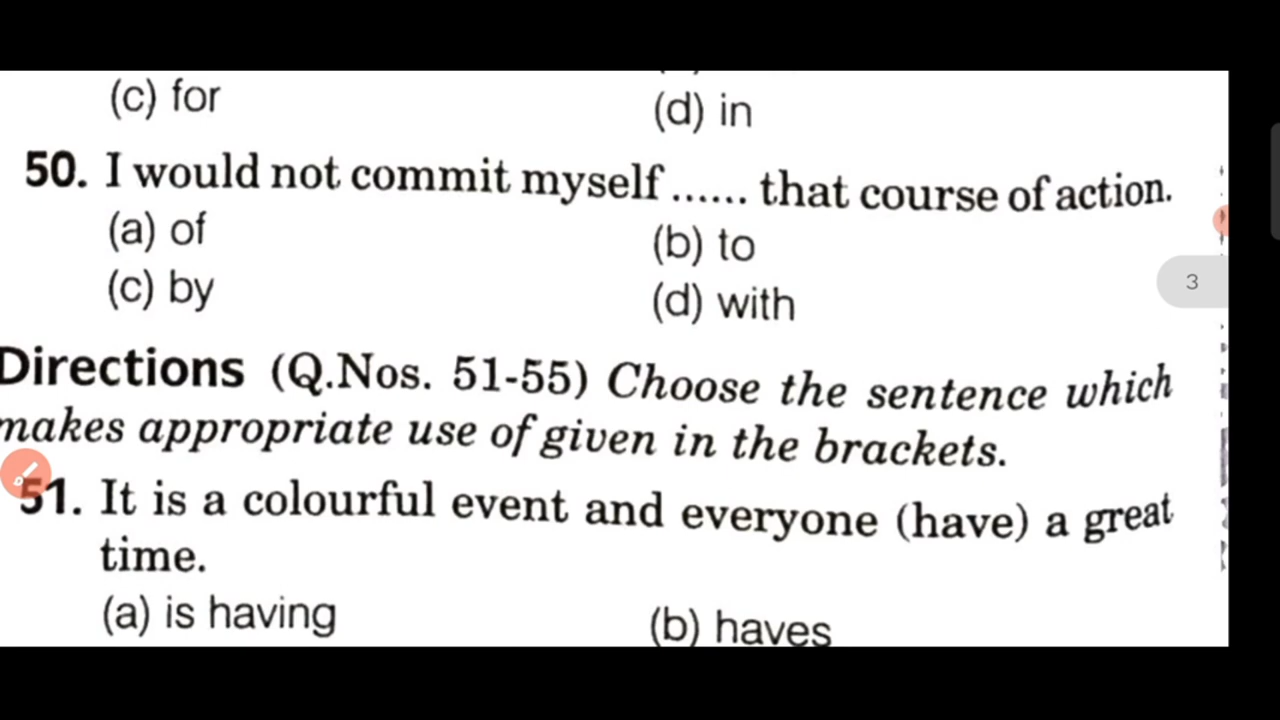 (c) for
(d) in
50. I would not commit myself ...... that course of action.
(a) of
(b) to
(c) by
(d) with
3
Directions (Q.Nos. 51-55) Choose the sentence which
makes appropriate use of given in the brackets.
51. It is a colourful event and everyone (have) a great
time.
(a) is having
(b) haves